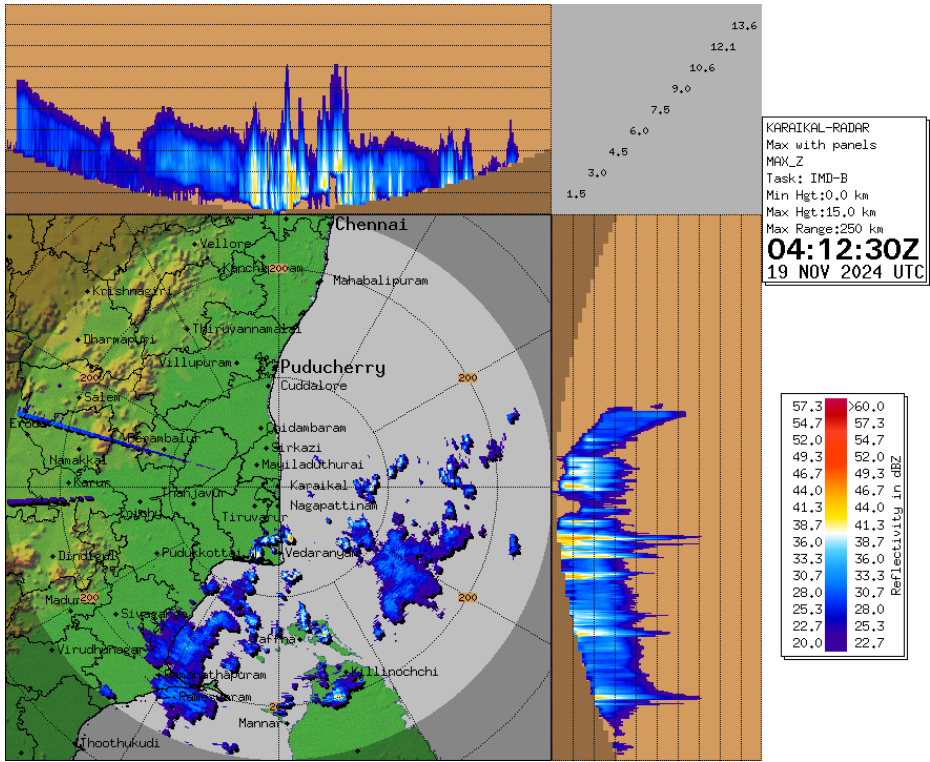 13.6
12.1
10.6
9.0
7.5
6.0
4.5
3.0
1.5
KARAIKAL-RADAR
Max with panels
MAX_Z
Task: IMD-B
Min Hgt:0.0 km
Max Hgt:15.0 km
Max Range:250 km
04:12:30Z
19 NOV 2024 UTC
Chennai
Vellore
200
Mahabalipuram
Krishnagiri
Thiruvannamalai
Dharmapuri
Villupuram
Puducherry
200
Cuddalore
200
Salem
Chidambaram
Perambalur
Sirkazi
Namakkal
Mayiladuthurai
Karur
Karaikal
Thanjavur
Nagapattinam
Tiruvarur
Dindigul
Pudukkottai
Vedaranyam
200
200
Sivaganga
Jaffna
Virudhunagar
Ramanathapuram
Killinochchi
Mannar
Thoothukudi
57.3 >60.0
54.7 57.3
52.0 54.7
49.3 52.0
46.7 49.3
44.0 46.7
41.3 44.0
38.7 41.3
36.0 38.7
33.3 36.0
30.7 33.3
28.0 30.7
25.3 28.0
22.7 25.3
20.0 22.7
Reflectivity in dBZ